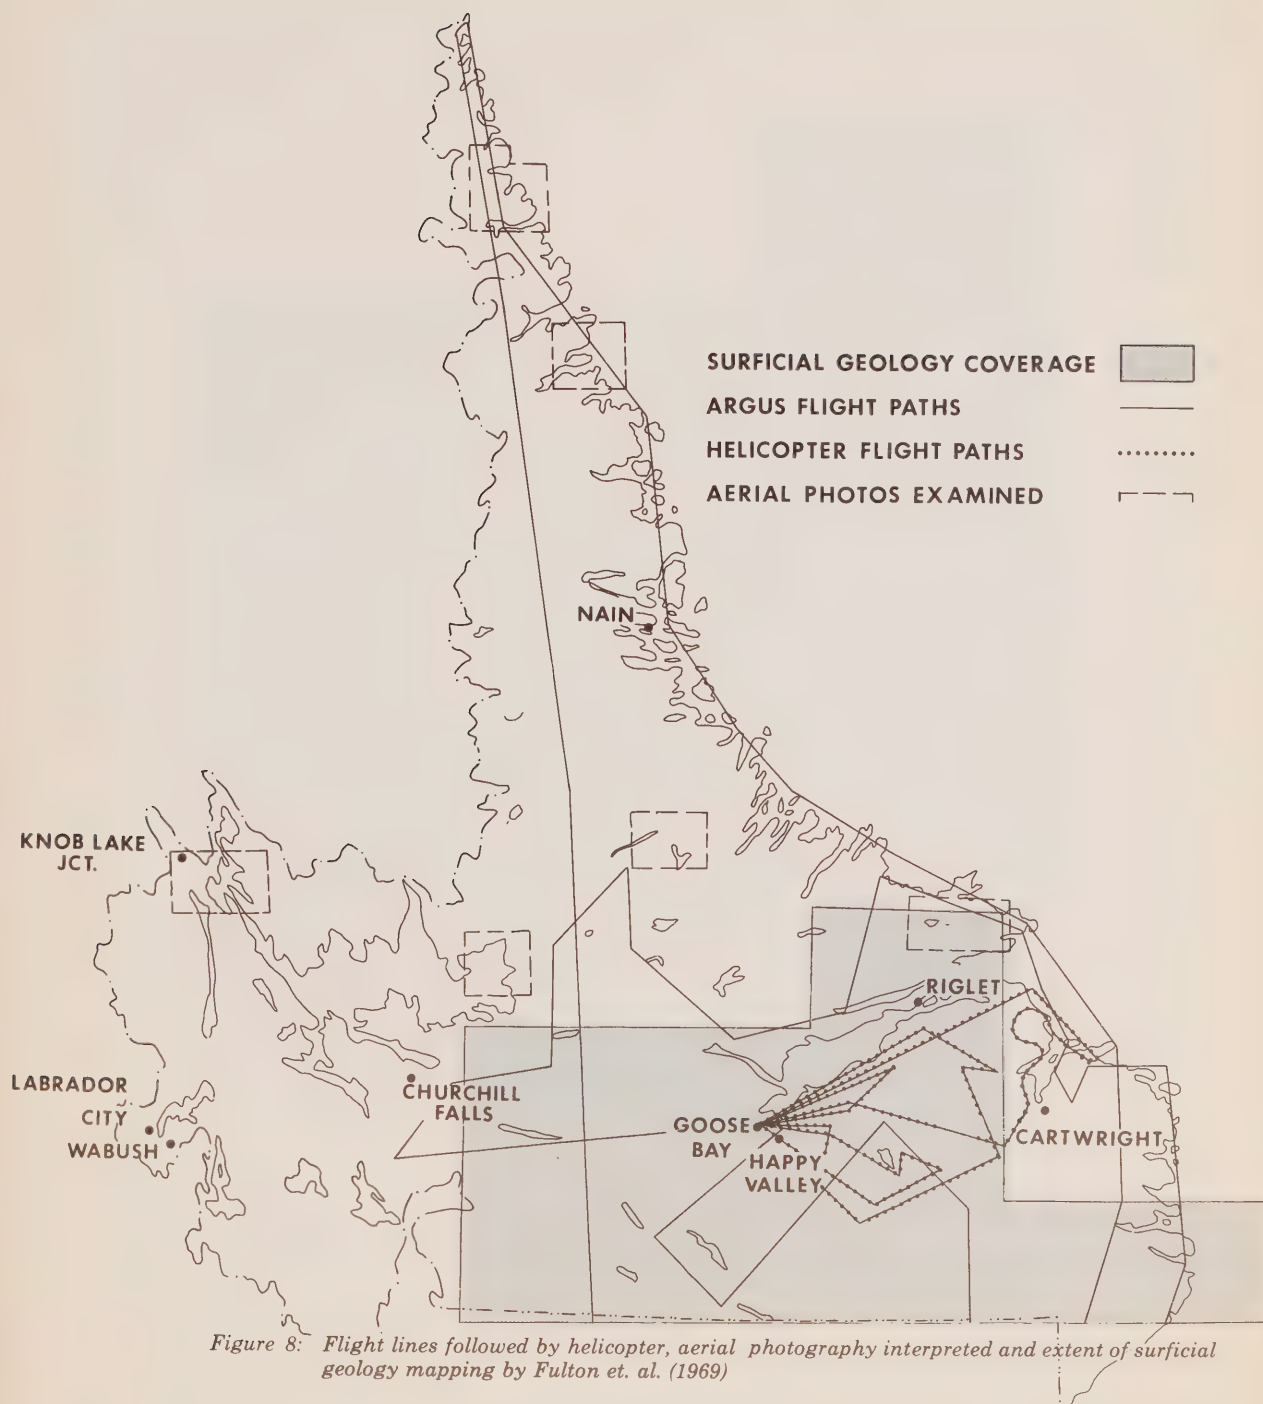 SURFICIAL GEOLOGY COVERAGE
ARGUS FLIGHT PATHS
HELICOPTER FLIGHT PATHS
AERIAL PHOTOS EXAMINED
NAIN
KNOB LAKE
JCT.
RIGLET
LABRADOR
CITY
WABUSH
CHURCHILL
FALLS
GOOSE
BAY
HAPPY
VALLEY
CARTWRIGHT
Figure 8: Flight lines followed by helicopter, aerial photography interpreted and extent of surficial
geology mapping by Fulton et. al. (1969)